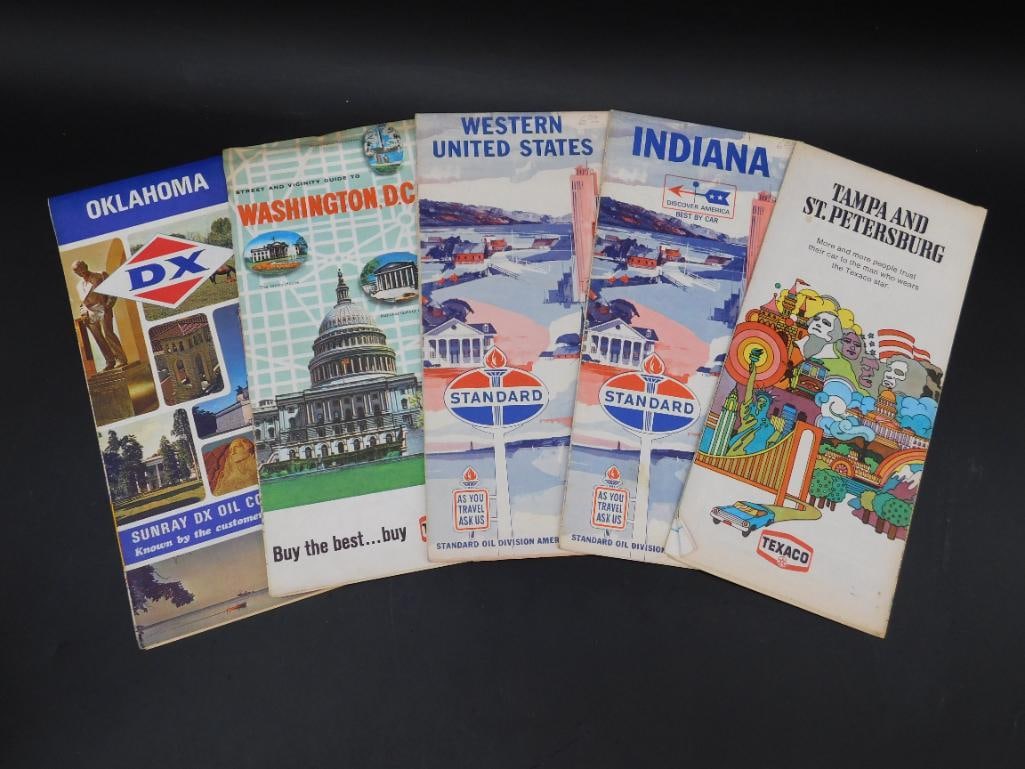 OKLAHOMA
DX
SUNRAY DX OIL CO
Known by the customer
STREET AND VICINITY GUIDE TO
WASHINGTON, D.C
Buy the best...buy
WESTERN
UNITED STATES
STANDARD
AS YOU
TRAVEL
ASK US
STANDARD OIL DIVISION AMER
INDIANA
DISCOVER AMERICA
BEST BY CAR
STANDARD
AS YOU
TRAVEL
ASK US
STANDARD OIL DIVISION
TAMPA AND
ST. PETERSBURG
More and more people trust
their car to the man who wears
the Texaco star.
TEXACO